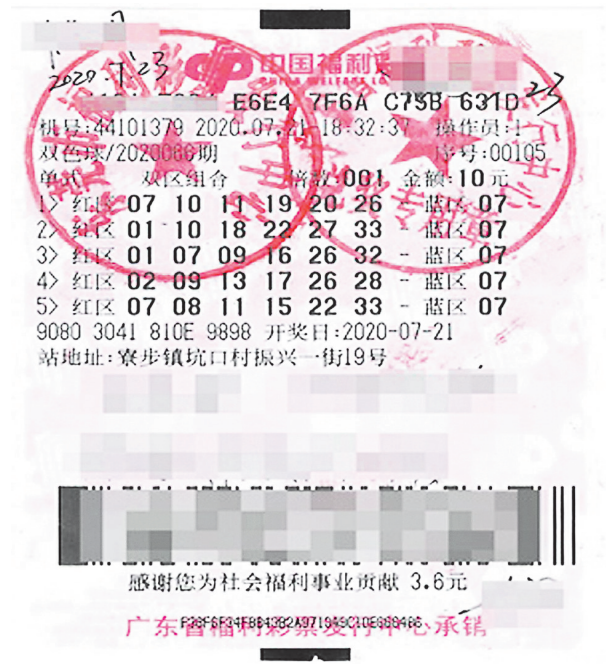 2020.7.23
中国福利
CHINA WELFARE LO
23
E6E4 7F6A C75B 631D
机号:44101379 2020.07.21-18:32:37 操作员:1
双色球/2020066期 序号:00105
单式 双区组合 倍数:001 金额:10元
1> 红区 07 10 11 19 20 26 - 蓝区 07
2> 红区 01 10 18 22 27 33 - 蓝区 07
3> 红区 01 07 09 16 26 32 - 蓝区 07
4> 红区 02 09 13 17 26 28 - 蓝区 07
5> 红区 07 08 11 15 22 33 - 蓝区 07
9080 3041 810E 9898 开奖日:2020-07-21
站地址:寮步镇坑口村振兴一街19号
感谢您为社会福利事业贡献 3.6元
广东省福利彩票发行中心承销